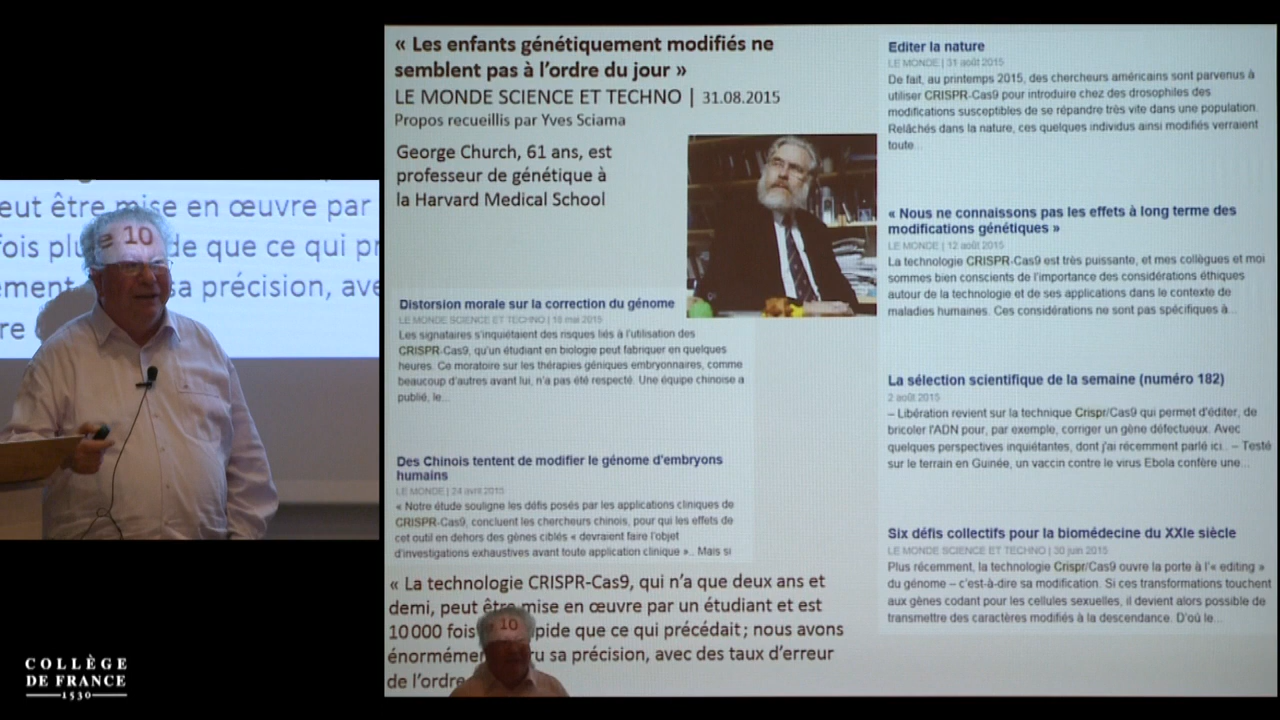 eut être mise en œuvre par
fois plu e 10 de que ce qui pr
ement sa précision, ave
re
COLLÈGE
DE FRANCE
1530
« Les enfants génétiquement modifiés ne
semblent pas à l’ordre du jour »
LE MONDE SCIENCE ET TECHNO | 31.08.2015
Propos recueillis par Yves Sciama
George Church, 61 ans, est
professeur de génétique à
la Harvard Medical School
Distorsion morale sur la correction du génome
LE MONDE SCIENCE ET TECHNO | 18 mai 2015
Les signataires s'inquiétaient des risques liés à l'utilisation des
CRISPR-Cas9, qu'un étudiant en biologie peut fabriquer en quelques
heures. Ce moratoire sur les thérapies géniques embryonnaires, comme
beaucoup d'autres avant lui, n'a pas été respecté. Une équipe chinoise a
publié, le...
Des Chinois tentent de modifier le génome d'embryons
humains
LE MONDE | 24 avril 2015
« Notre étude souligne les défis posés par les applications cliniques de
CRISPR-Cas9, concluent les chercheurs chinois, pour qui les effets de
cet outil en dehors des gènes ciblés « devraient faire l'objet
d'investigations exhaustives avant toute application clinique ».. Mais si
« La technologie CRISPR-Cas9, qui n’a que deux ans et
demi, peut être mise en œuvre par un étudiant et est
10 000 fois 10 pide que ce qui précédait ; nous avons
énormémen ru sa précision, avec des taux d’erreur
de l’ordre
Editer la nature
LE MONDE | 31 août 2015
De fait, au printemps 2015, des chercheurs américains sont parvenus à
utiliser CRISPR-Cas9 pour introduire chez des drosophiles des
modifications susceptibles de se répandre très vite dans une population.
Relâchés dans la nature, ces quelques individus ainsi modifiés verraient
toute...
« Nous ne connaissons pas les effets à long terme des
modifications génétiques »
LE MONDE | 12 août 2015
La technologie CRISPR-Cas9 est très puissante, et mes collègues et moi
sommes bien conscients de l'importance des considérations éthiques
autour de la technologie et de ses applications dans le contexte de
maladies humaines. Ces considérations ne sont pas spécifiques à...
La sélection scientifique de la semaine (numéro 182)
2 août 2015
– Libération revient sur la technique Crispr/Cas9 qui permet d'éditer, de
bricoler l'ADN pour, par exemple, corriger un gène défectueux. Avec
quelques perspectives inquiétantes, dont j'ai récemment parlé ici.. – Testé
sur le terrain en Guinée, un vaccin contre le virus Ebola confère une...
Six défis collectifs pour la biomédecine du XXIe siècle
LE MONDE SCIENCE ET TECHNO | 30 juin 2015
Plus récemment, la technologie Crispr/Cas9 ouvre la porte à l'« editing »
du génome – c'est-à-dire sa modification. Si ces transformations touchent
aux gènes codant pour les cellules sexuelles, il devient alors possible de
transmettre des caractères modifiés à la descendance. D'où le...